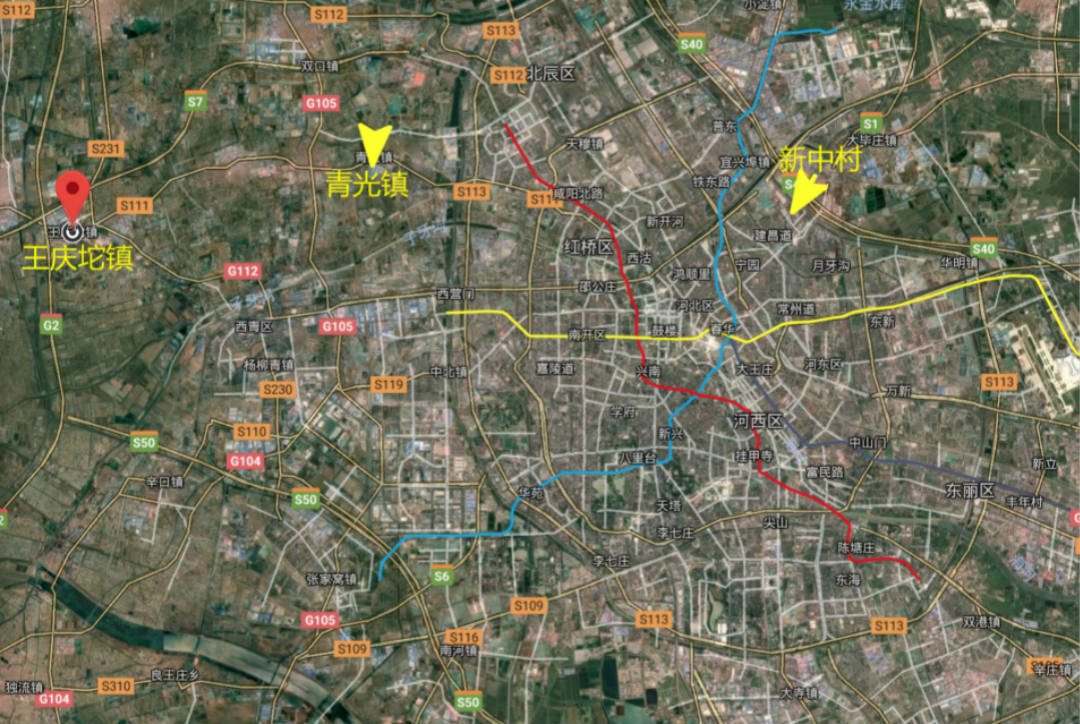 S112
S112
S113
小淀镇
永金水库
S40
双口镇
S112
北辰区
S7
G105
普东
S1
大毕庄镇
S231
天穆镇
宜兴埠镇
新中村
青光镇
铁东路
S113
S111
S111
咸阳北路
新开河
建昌道
王庆坨镇
红桥区
西沽
S40
G112
鸿顺里
宁园
月牙沟
华明镇
邵公庄
西营门
河北区
常州道
G2
西青区
G105
南开区
鼓楼
春华
东新
杨柳青镇
中北镇
嘉陵道
兴南
大王庄
河东区
S230
S119
万新
S113
学府
河西区
S110
新兴
中山门
S50
G104
八里台
挂甲寺
富民路
新立
辛口镇
S50
华苑
东丽区
丰年村
天塔
尖山
李七庄
李七庄
陈塘庄
张家窝镇
S6
东海
G105
S109
S113
S113
双港镇
S116
S109
南河镇
良王庄乡
辛庄镇
独流镇
G104
S310
S50
大寺镇